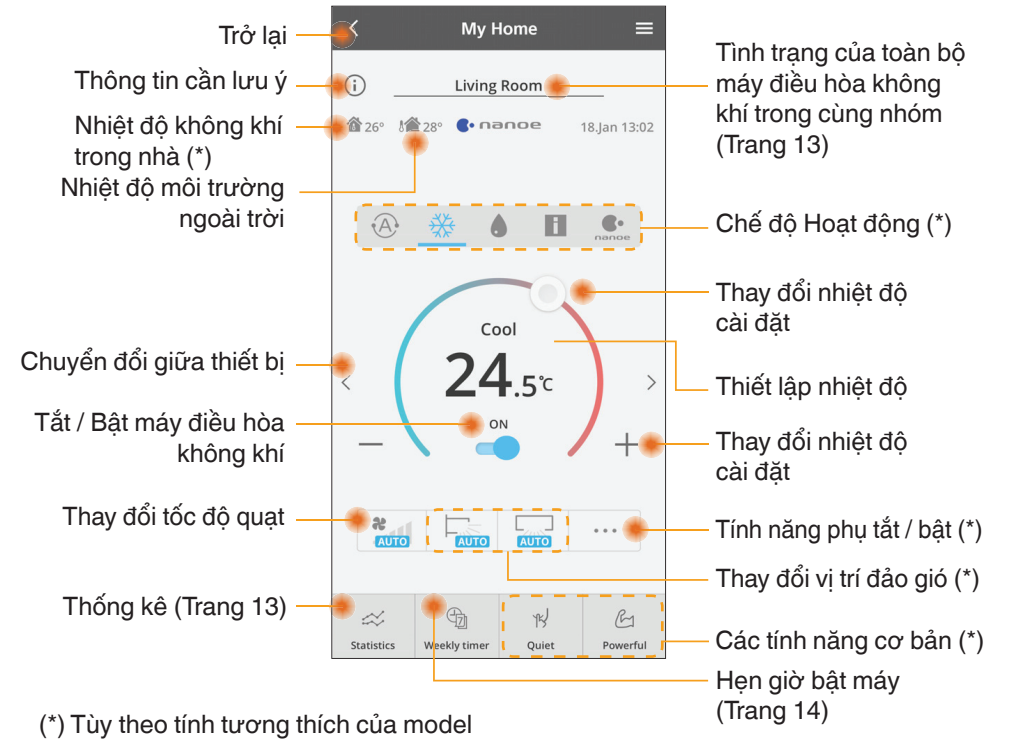 Trở lại
Thông tin cần lưu ý
Nhiệt độ không khí
trong nhà (*)
Nhiệt độ môi trường
ngoài trời
Chuyển đổi giữa thiết bị
Tắt / Bật máy điều hòa
không khí
Thay đổi tốc độ quạt
Thống kê (Trang 13)
My Home
Living Room
26° 28° nanoe 18.Jan 13:02
A i nanoe
Cool
24.5°C
ON
AUTO AUTO AUTO
Statistics Weekly timer Quiet Powerful
Tình trạng của toàn bộ
máy điều hòa không
khí trong cùng nhóm
(Trang 13)
Chế độ Hoạt động (*)
Thay đổi nhiệt độ
cài đặt
Thiết lập nhiệt độ
Thay đổi nhiệt độ
cài đặt
Tính năng phụ tắt / bật (*)
Thay đổi vị trí đảo gió (*)
Các tính năng cơ bản (*)
Hẹn giờ bật máy
(Trang 14)
(*) Tùy theo tính tương thích của model